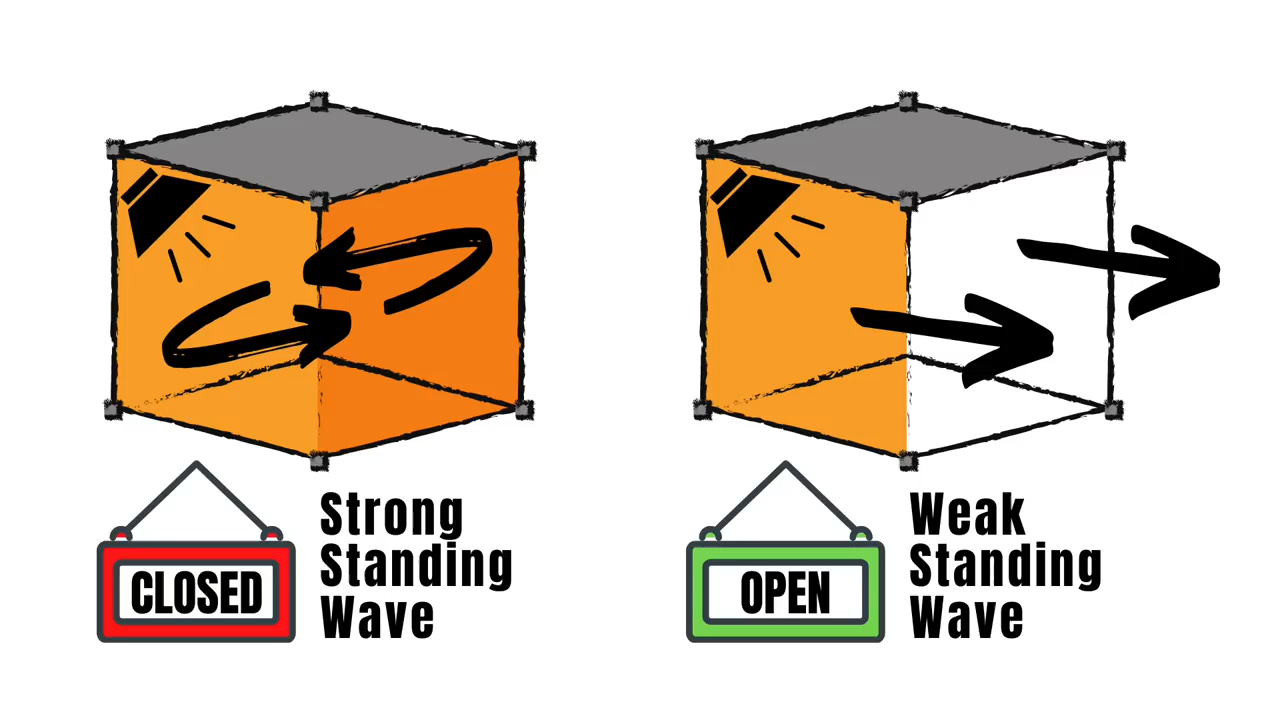 CLOSED
Strong
Standing
Wave
OPEN
Weak
Standing
Wave